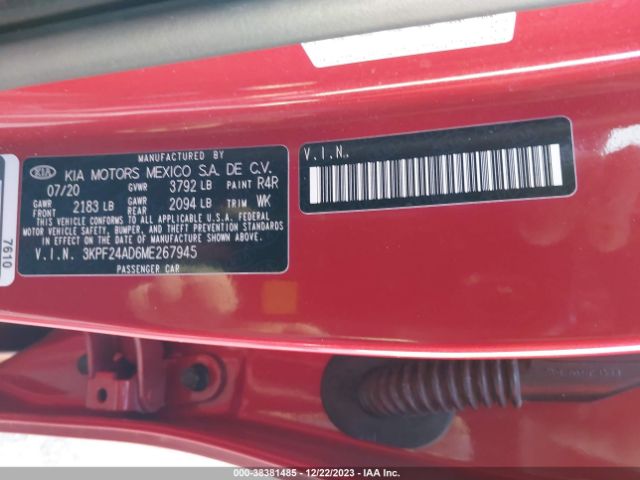 MANUFACTURED BY
KIA KIA MOTORS MEXICO S.A. DE C.V.
07/20 GVWR 3792 LB PAINT R4R
GAWR FRONT 2183 LB GAWR REAR 2094 LB TRIM WK
THIS VEHICLE CONFORMS TO ALL APPLICABLE U.S.A. FEDERAL
MOTOR VEHICLE SAFETY, BUMPER, AND THEFT PREVENTION STANDARDS
IN EFFECT ON THE DATE OF MANUFACTURE SHOWN ABOVE.
V.I.N. 3KPF24AD6ME267945
PASSENGER CAR
V.I.N.
7610
000-38381485 - 12/22/2023 - IAAI.COM